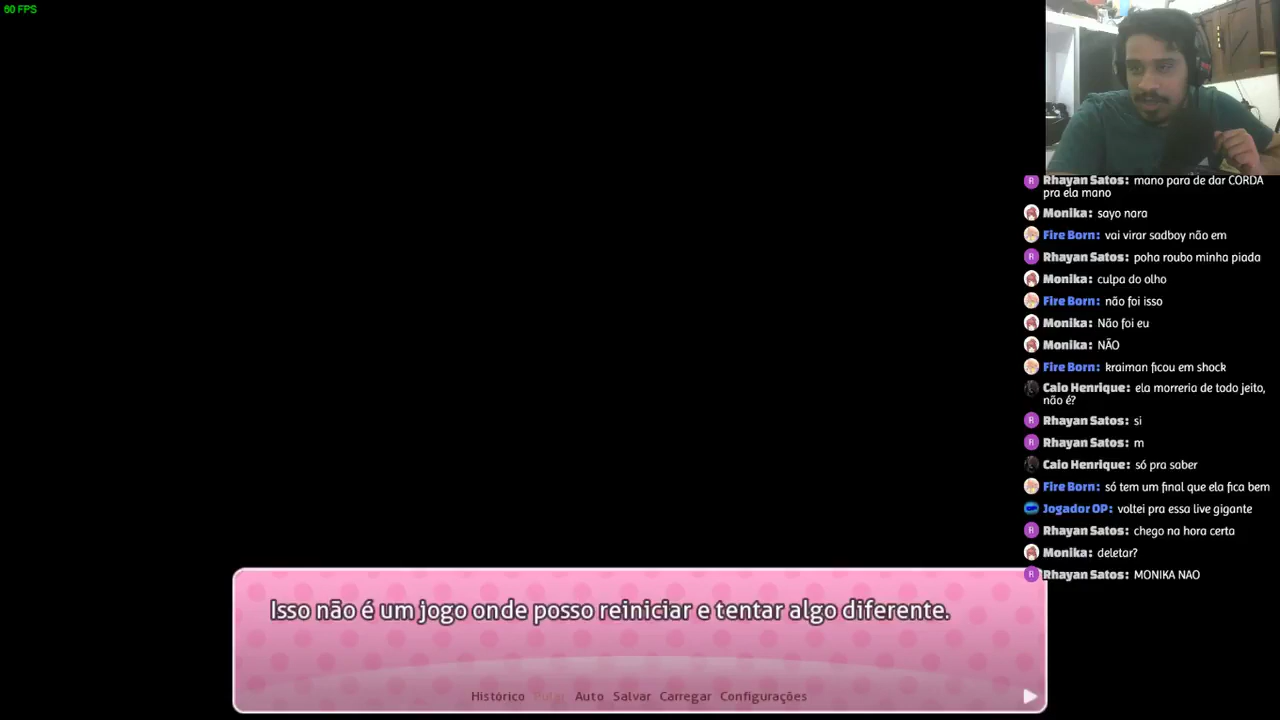 60 FPS
Rhayan Satos: mano para de dar CORDA
pra ela mano
Monika: sayo nara
Fire Born: vai virar sadboy não em
Rhayan Satos: poha roubo minha piada
Monika: culpa do olho
Fire Born: não foi isso
Monika: Não foi eu
Monika: NÃO
Fire Born: kraiman ficou em shock
Caio Henrique: ela morreria de todo jeito,
não é?
Rhayan Satos: si
Rhayan Satos: m
Caio Henrique: só pra saber
Fire Born: só tem um final que ela fica bem
Jogador OP: voltei pra essa live gigante
Rhayan Satos: chego na hora certa
Monika: deletar?
Rhayan Satos: MONIKA NAO
Isso não é um jogo onde posso reiniciar e tentar algo diferente.
Histórico Pular Auto Salvar Carregar Configurações